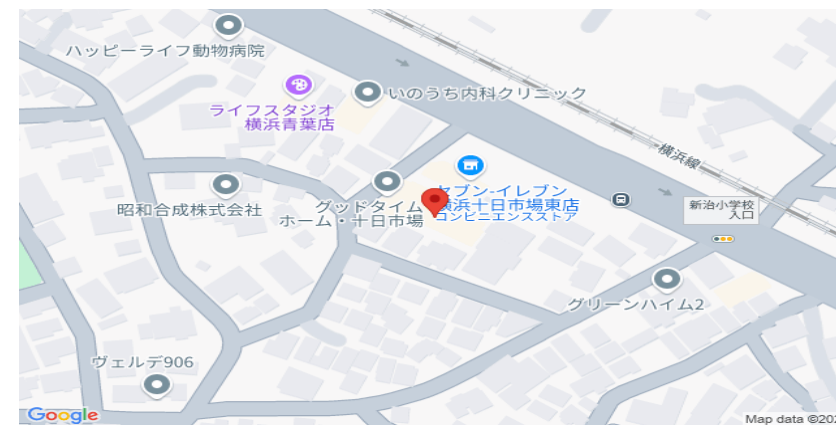 ハッピーライフ動物病院
ライフスタジオ
横浜青葉店
いのうち内科クリニック
横浜線
セブン-イレブン
横浜十日市場東店
コンビニエンスストア
新治小学校
入口
昭和合成株式会社
グッドタイム
ホーム・十日市場
グリーンハイム2
ヴェルデ906
Google
Map data ©202